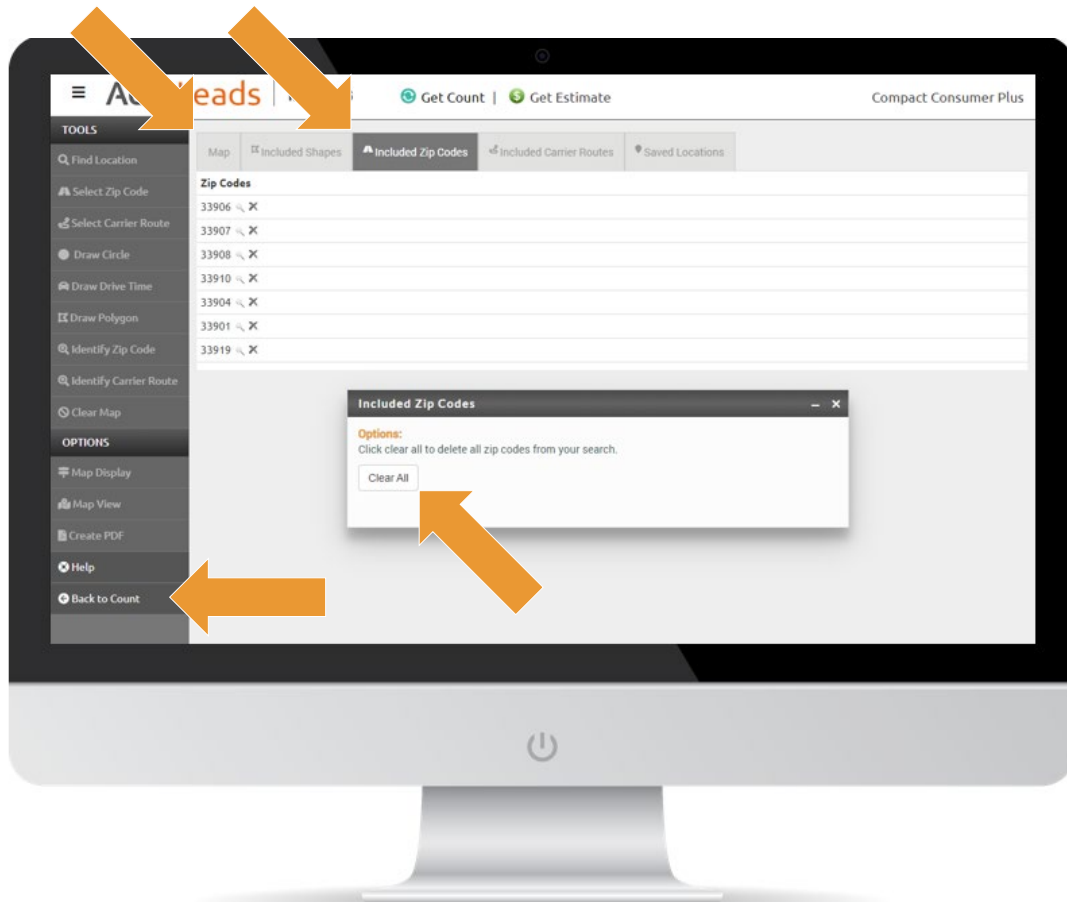 eads
Get Count | Get Estimate
Compact Consumer Plus
TOOLS
Find Location
Select Zip Code
Select Carrier Route
Draw Circle
Draw Drive Time
Draw Polygon
Identify Zip Code
Identify Carrier Route
Clear Map
OPTIONS
Map Display
Map View
Create PDF
Help
Back to Count
Map
Included Shapes
Included Zip Codes
Included Carrier Routes
Saved Locations
Zip Codes
33906
33907
33908
33910
33904
33901
33919
Included Zip Codes
Options:
Click clear all to delete all zip codes from your search.
Clear All